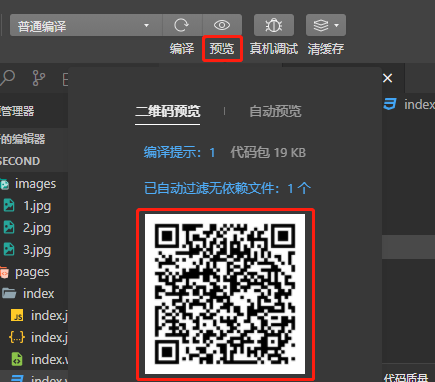 普通编译
编译 预览 真机调试 清缓存
管理器
的编辑器
SECOND
images
1.jpg
2.jpg
3.jpg
pages
index
index.j
index.j
index.w
index.w
二维码预览 自动预览
编译提示：1 代码包 19 KB
已自动过滤无依赖文件：1 个
index
代码质量